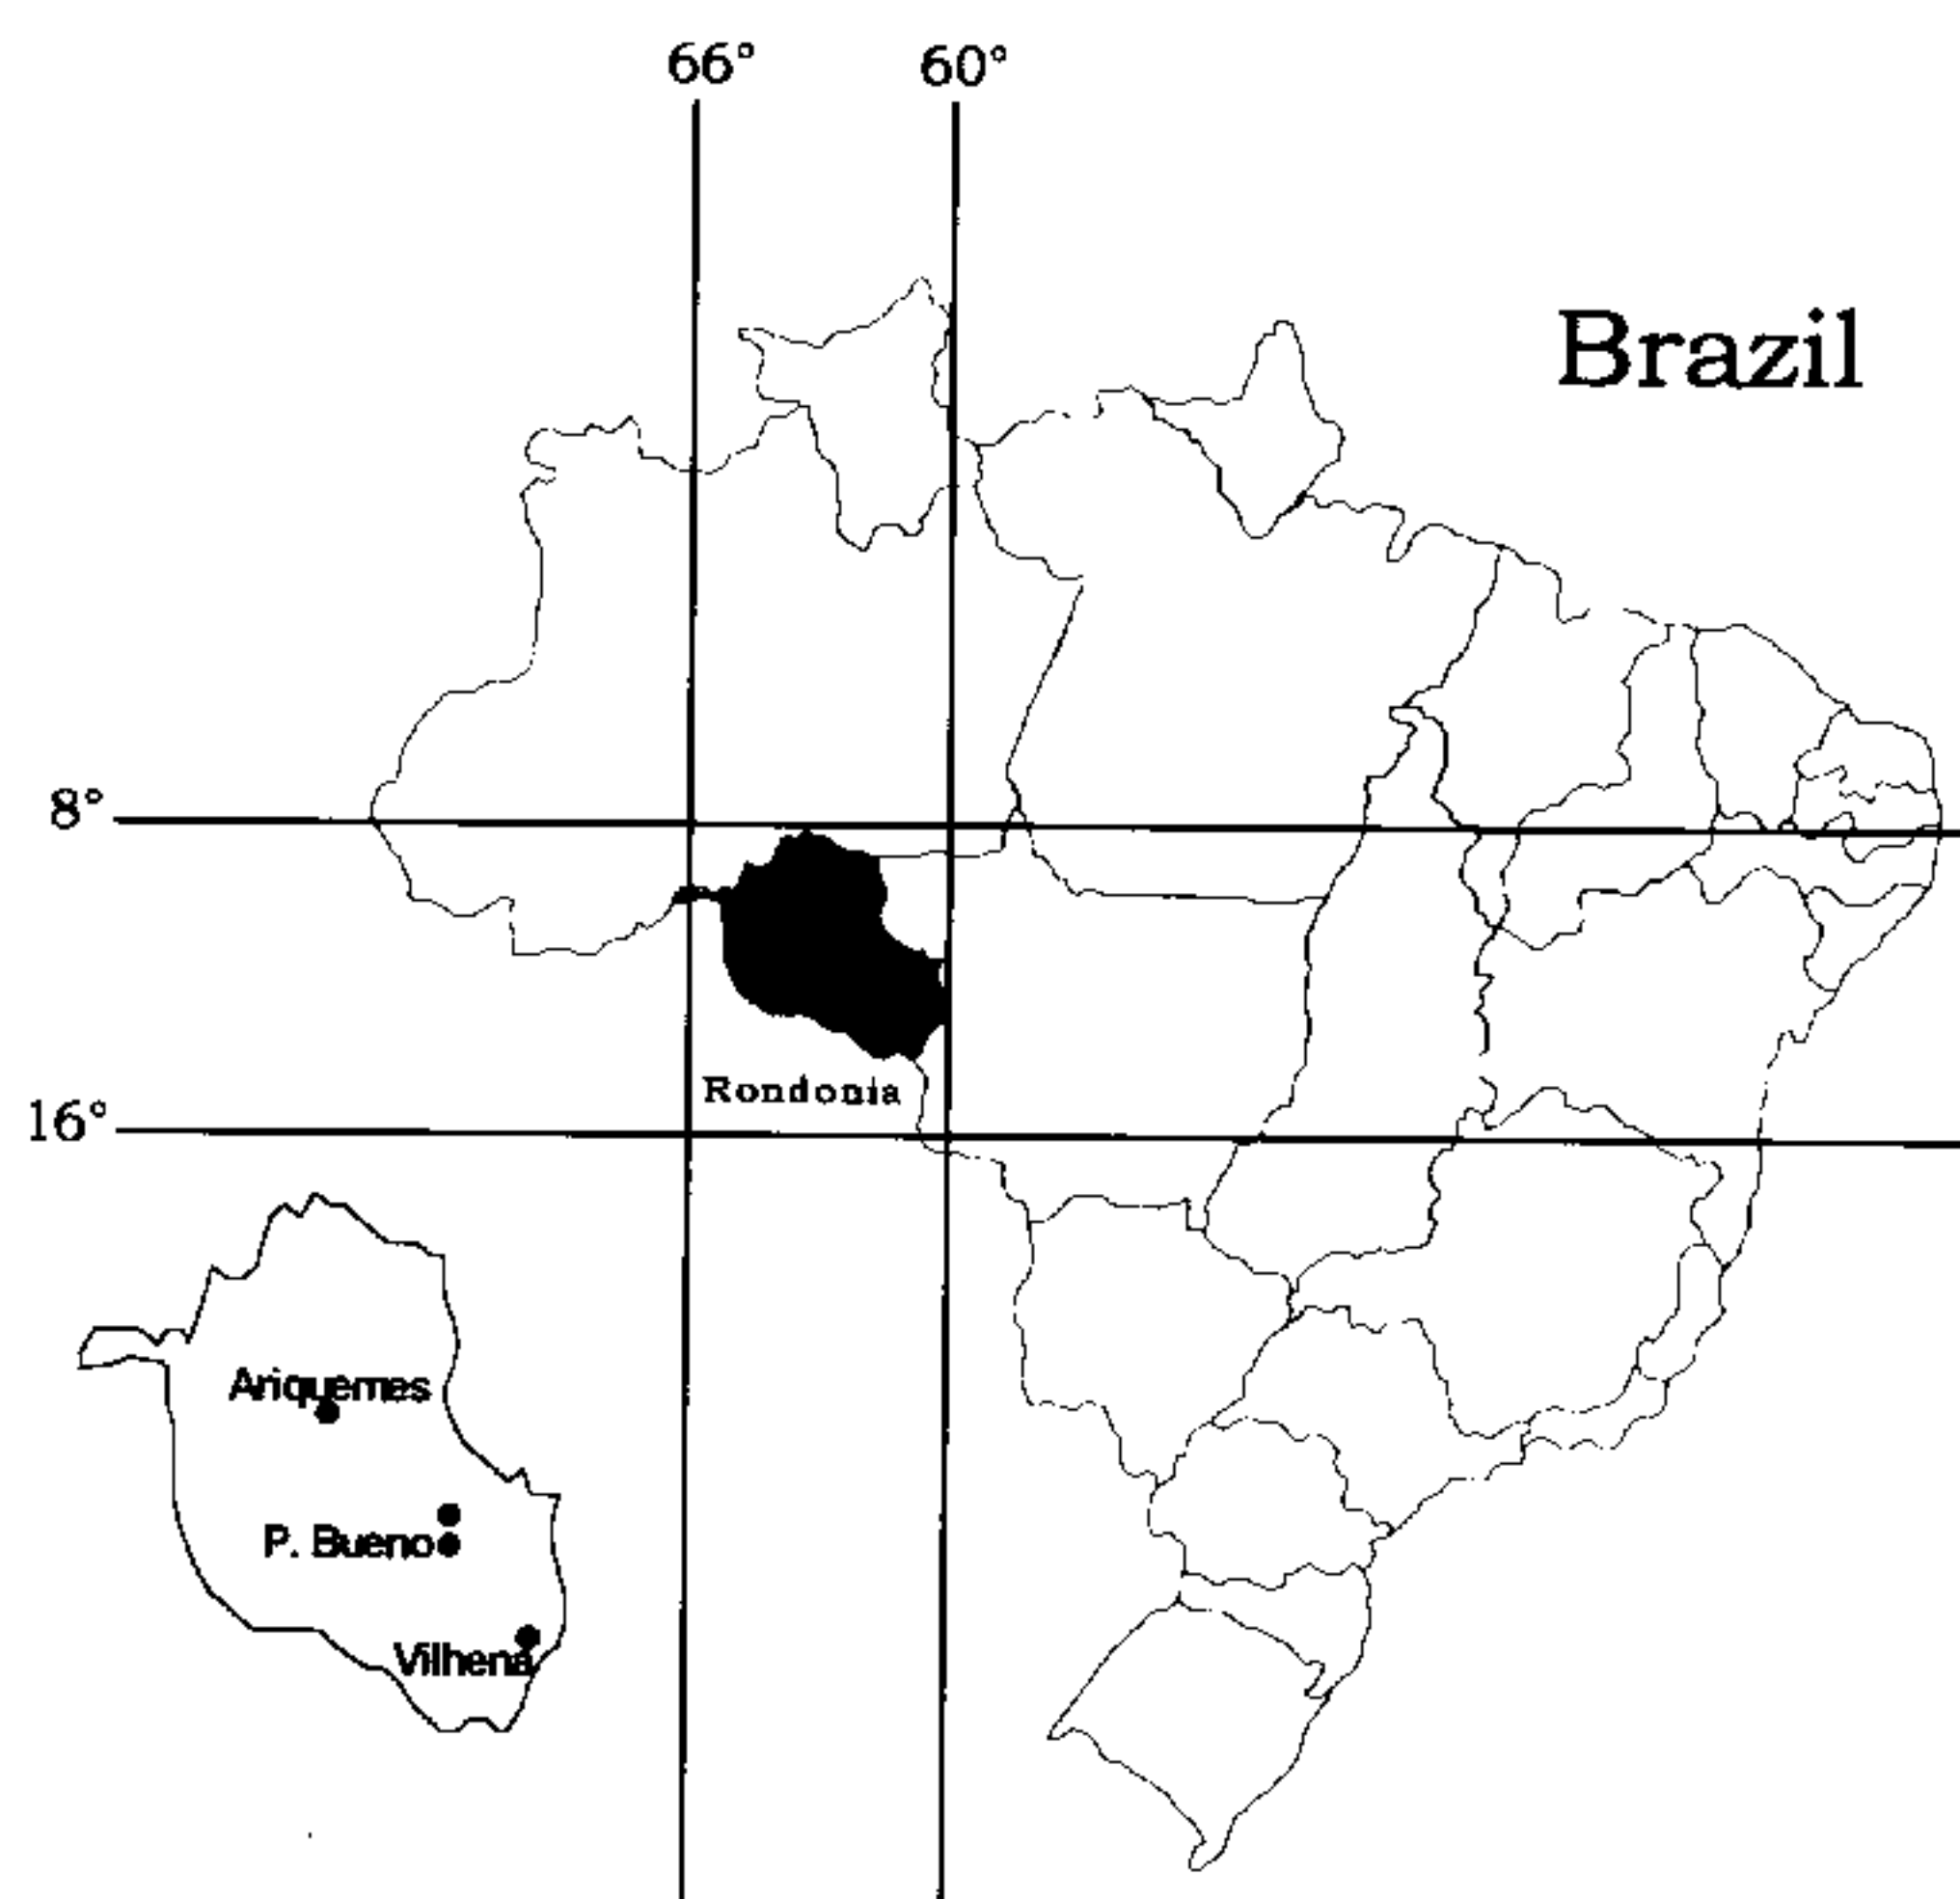 66° 60°
Brazil
8°
Rondonia
16°
Ariquemes
P. Bueno
Vilhena